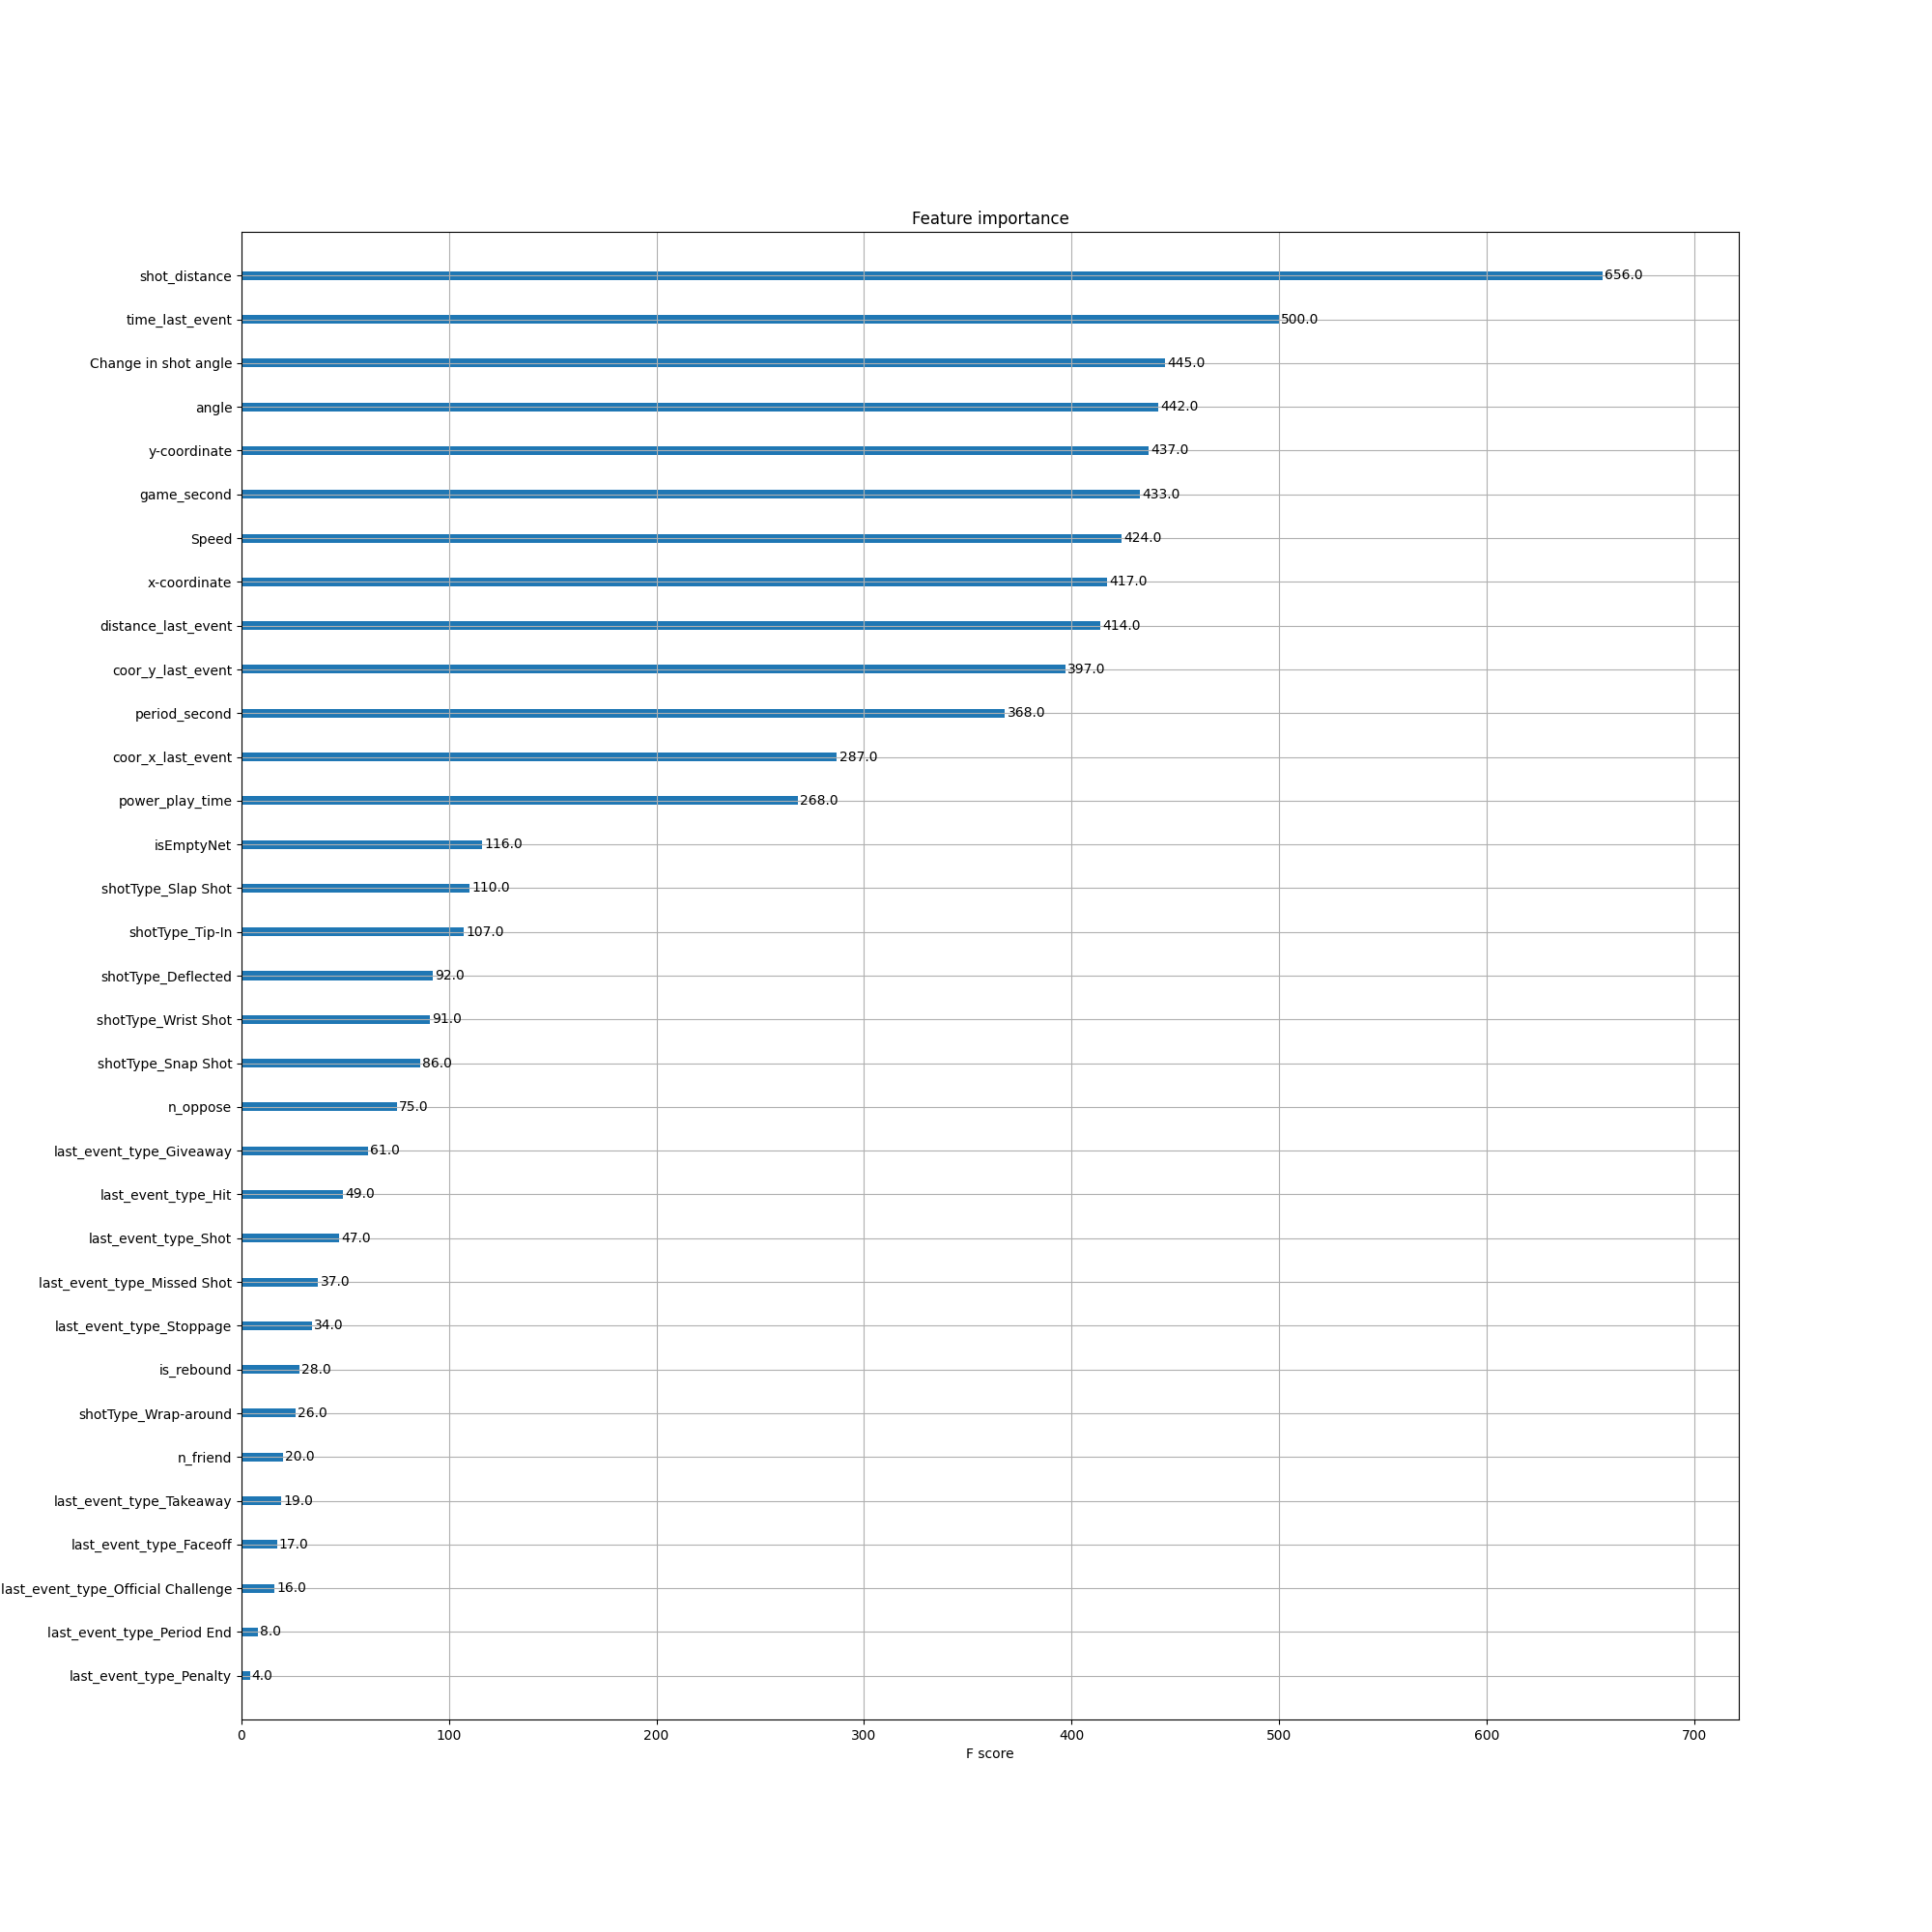 Feature importance
shot_distance 656.0
time_last_event 500.0
Change in shot angle 445.0
angle 442.0
y-coordinate 437.0
game_second 433.0
Speed 424.0
x-coordinate 417.0
distance_last_event 414.0
coor_y_last_event 397.0
period_second 368.0
coor_x_last_event 287.0
power_play_time 268.0
isEmptyNet 116.0
shotType_Slap Shot 110.0
shotType_Tip-In 107.0
shotType_Deflected 92.0
shotType_Wrist Shot 91.0
shotType_Snap Shot 86.0
n_oppose 75.0
last_event_type_Giveaway 61.0
last_event_type_Hit 49.0
last_event_type_Shot 47.0
last_event_type_Missed Shot 37.0
last_event_type_Stoppage 34.0
is_rebound 28.0
shotType_Wrap-around 26.0
n_friend 20.0
last_event_type_Takeaway 19.0
last_event_type_Faceoff 17.0
last_event_type_Official Challenge 16.0
last_event_type_Period End 8.0
last_event_type_Penalty 4.0
0 100 200 300 400 500 600 700
F score